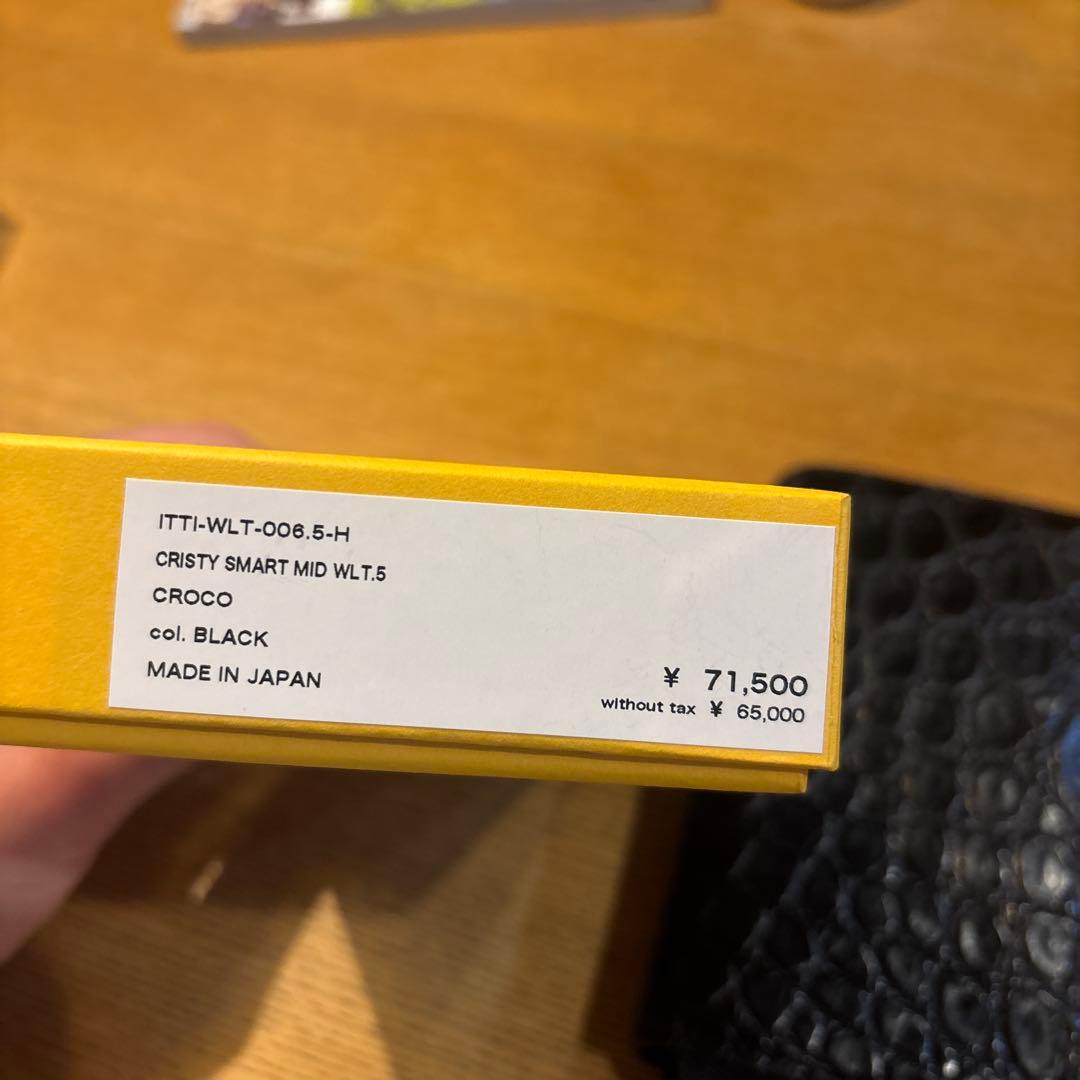 ITTI-WLT-006.5-H
CRISTY SMART MID WLT.5
CROCO
col. BLACK
MADE IN JAPAN
¥ 71,500
without tax ¥ 65,000